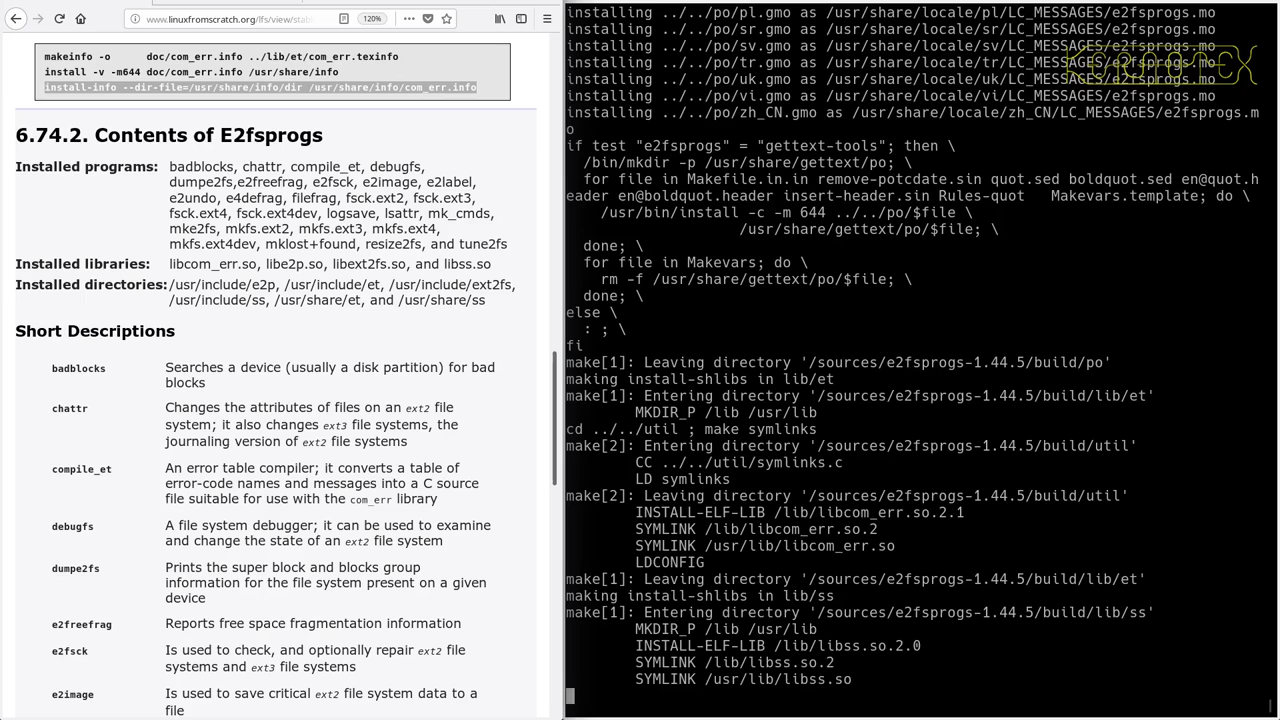 www.linuxfromscratch.org/lfs/view/stabl
120%
makeinfo -o      doc/com_err.info ../lib/et/com_err.texinfo
install -v -m644 doc/com_err.info /usr/share/info
install-info --dir-file=/usr/share/info/dir /usr/share/info/com_err.info
6.74.2. Contents of E2fsprogs
Installed programs: badblocks, chattr, compile_et, debugfs,
dumpe2fs,e2freefrag, e2fsck, e2image, e2label,
e2undo, e4defrag, filefrag, fsck.ext2, fsck.ext3,
fsck.ext4, fsck.ext4dev, logsave, lsattr, mk_cmds,
mke2fs, mkfs.ext2, mkfs.ext3, mkfs.ext4,
mkfs.ext4dev, mklost+found, resize2fs, and tune2fs
Installed libraries: libcom_err.so, libe2p.so, libext2fs.so, and libss.so
Installed directories: /usr/include/e2p, /usr/include/et, /usr/include/ext2fs,
/usr/include/ss, /usr/share/et, and /usr/share/ss
Short Descriptions
badblocks Searches a device (usually a disk partition) for bad
blocks
chattr Changes the attributes of files on an ext2 file
system; it also changes ext3 file systems, the
journaling version of ext2 file systems
compile_et An error table compiler; it converts a table of
error-code names and messages into a C source
file suitable for use with the com_err library
debugfs A file system debugger; it can be used to examine
and change the state of an ext2 file system
dumpe2fs Prints the super block and blocks group
information for the file system present on a given
device
e2freefrag Reports free space fragmentation information
e2fsck Is used to check, and optionally repair ext2 file
systems and ext3 file systems
e2image Is used to save critical ext2 file system data to a
file
installing ../../po/pl.gmo as /usr/share/locale/pl/LC_MESSAGES/e2fsprogs.mo
installing ../../po/sr.gmo as /usr/share/locale/sr/LC_MESSAGES/e2fsprogs.mo
installing ../../po/sv.gmo as /usr/share/locale/sv/LC_MESSAGES/e2fsprogs.mo
installing ../../po/tr.gmo as /usr/share/locale/tr/LC_MESSAGES/e2fsprogs.mo
installing ../../po/uk.gmo as /usr/share/locale/uk/LC_MESSAGES/e2fsprogs.mo
installing ../../po/vi.gmo as /usr/share/locale/vi/LC_MESSAGES/e2fsprogs.mo
installing ../../po/zh_CN.gmo as /usr/share/locale/zh_CN/LC_MESSAGES/e2fsprogs.m
o
if test "e2fsprogs" = "gettext-tools"; then \
  /bin/mkdir -p /usr/share/gettext/po; \
  for file in Makefile.in.in remove-potcdate.sin quot.sed boldquot.sed en@quot.h
eader en@boldquot.header insert-header.sin Rules-quot   Makevars.template; do \
    /usr/bin/install -c -m 644 ../../po/$file \
                    /usr/share/gettext/po/$file; \
  done; \
  for file in Makevars; do \
    rm -f /usr/share/gettext/po/$file; \
  done; \
else \
  : ; \
fi
make[1]: Leaving directory '/sources/e2fsprogs-1.44.5/build/po'
making install-shlibs in lib/et
make[1]: Entering directory '/sources/e2fsprogs-1.44.5/build/lib/et'
        MKDIR_P /lib /usr/lib
cd ../../util ; make symlinks
make[2]: Entering directory '/sources/e2fsprogs-1.44.5/build/util'
        CC ../../util/symlinks.c
        LD symlinks
make[2]: Leaving directory '/sources/e2fsprogs-1.44.5/build/util'
        INSTALL-ELF-LIB /lib/libcom_err.so.2.1
        SYMLINK /lib/libcom_err.so.2
        SYMLINK /usr/lib/libcom_err.so
        LDCONFIG
make[1]: Leaving directory '/sources/e2fsprogs-1.44.5/build/lib/et'
making install-shlibs in lib/ss
make[1]: Entering directory '/sources/e2fsprogs-1.44.5/build/lib/ss'
        MKDIR_P /lib /usr/lib
        INSTALL-ELF-LIB /lib/libss.so.2.0
        SYMLINK /lib/libss.so.2
        SYMLINK /usr/lib/libss.so